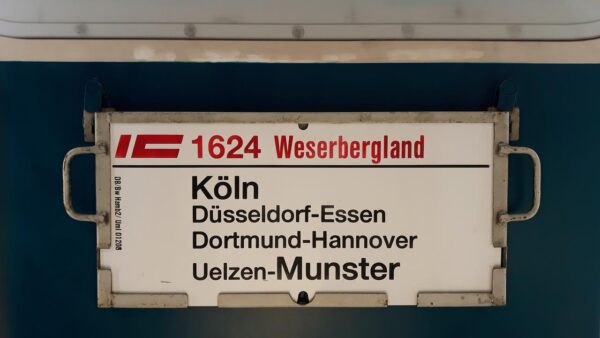 IC 1624 Weserbergland
Köln
Düsseldorf-Essen
Dortmund-Hannover
Uelzen-Munster